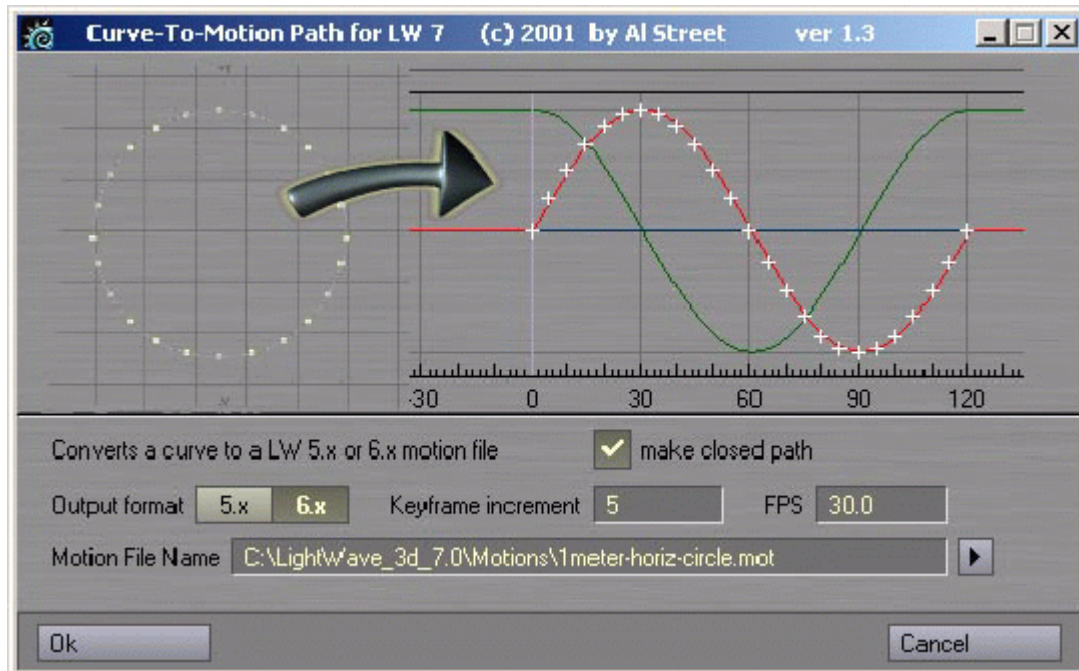 Curve-To-Motion Path for LW 7 (c) 2001 by Al Street ver 1.3
-30 0 30 60 90 120
Converts a curve to a LW 5.x or 6.x motion file make closed path
Output format 5.x 6.x Keyframe increment 5 FPS 30.0
Motion File Name C:\LightWave_3d_7.0\Motions\1meter-horiz-circle.mot
Ok Cancel